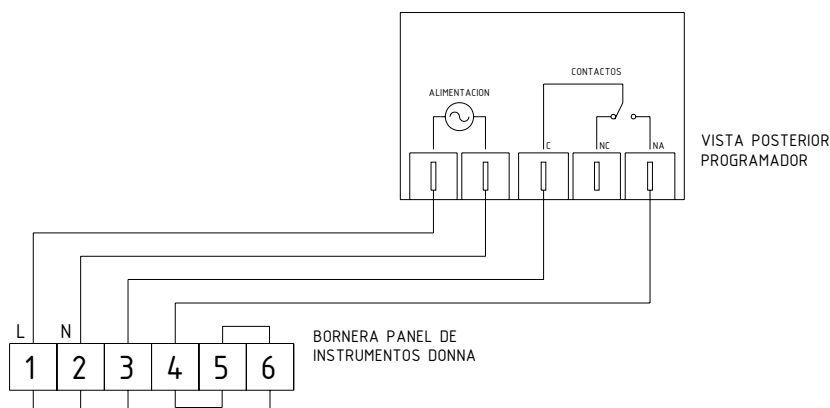 CONTACTOS
ALIMENTACION
C
NC
NA
VISTA POSTERIOR
PROGRAMADOR
L
N
1
2
3
4
5
6
BORNERA PANEL DE
INSTRUMENTOS DONNA